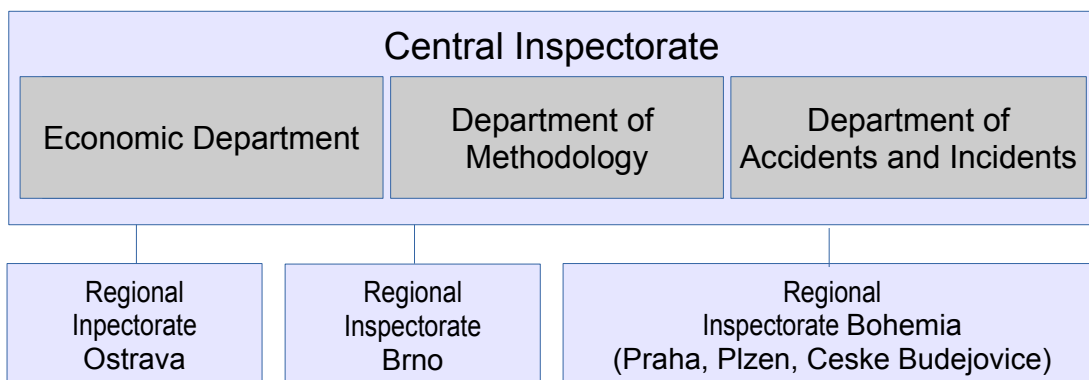 Central Inspectorate
Economic Department
Department of
Methodology
Department of
Accidents and Incidents
Regional
Inpectorate
Ostrava
Regional
Inspectorate
Brno
Regional
Inspectorate Bohemia
(Praha, Plzen, Ceske Budejovice)